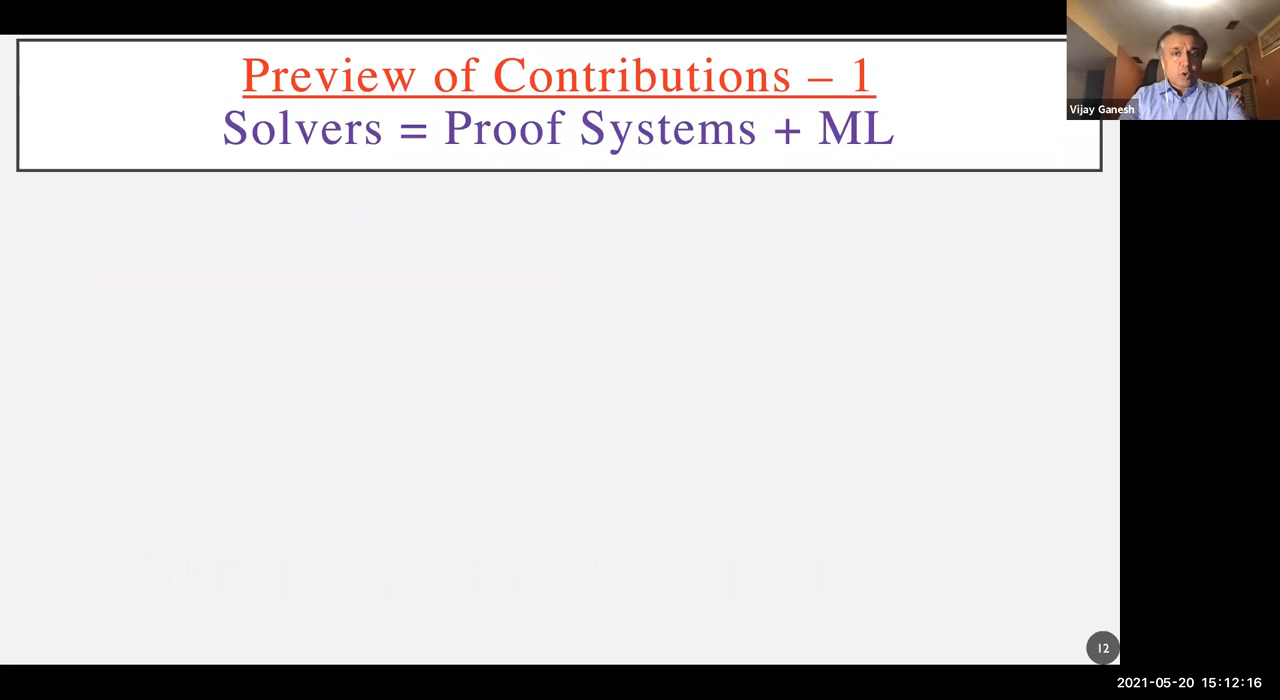 Preview of Contributions – 1
Solvers = Proof Systems + ML
Vijay Ganesh
12
2021-05-20 15:12:16